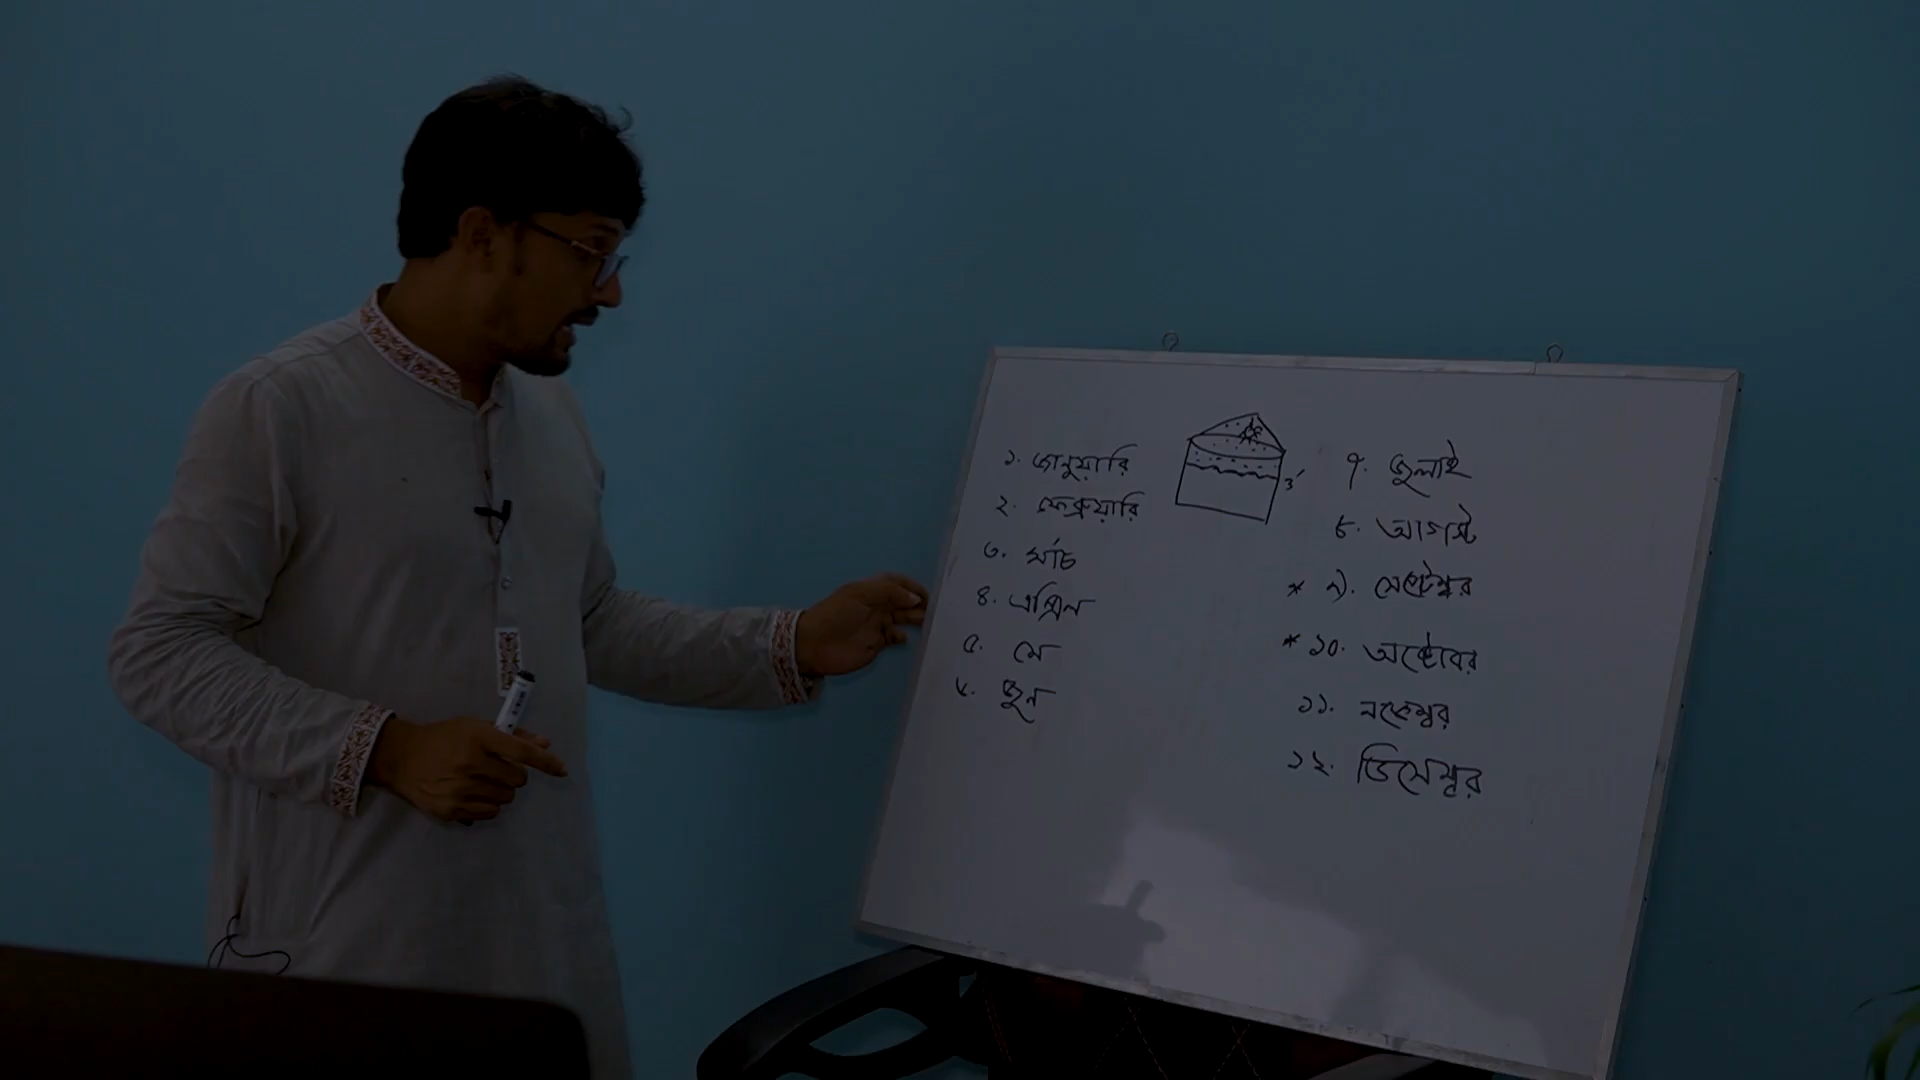 ১. জানুয়ারি
২. ফেব্রুয়ারি
৩. মার্চ
৪. এপ্রিল
৫. মে
৬. জুন
৩'
৭. জুলাই
৮. আগস্ট
* ৯). সেপ্টেম্বর
* ১০. অক্টোবর
১১. নভেম্বর
১২. ডিসেম্বর